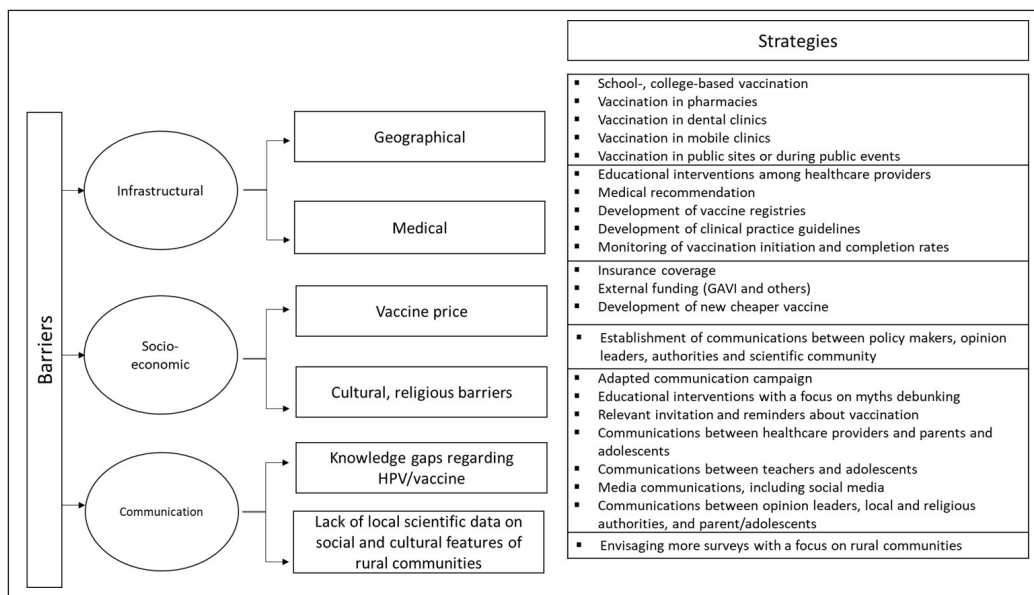 Barriers
Infrastructural
Socio-
economic
Communication
Geographical
Medical
Vaccine price
Cultural, religious barriers
Knowledge gaps regarding
HPV/vaccine
Lack of local scientific data on
social and cultural features of
rural communities
Strategies
▪ School-, college-based vaccination
▪ Vaccination in pharmacies
▪ Vaccination in dental clinics
▪ Vaccination in mobile clinics
▪ Vaccination in public sites or during public events
▪ Educational interventions among healthcare providers
▪ Medical recommendation
▪ Development of vaccine registries
▪ Development of clinical practice guidelines
▪ Monitoring of vaccination initiation and completion rates
▪ Insurance coverage
▪ External funding (GAVI and others)
▪ Development of new cheaper vaccine
▪ Establishment of communications between policy makers, opinion
leaders, authorities and scientific community
▪ Adapted communication campaign
▪ Educational interventions with a focus on myths debunking
▪ Relevant invitation and reminders about vaccination
▪ Communications between healthcare providers and parents and
adolescents
▪ Communications between teachers and adolescents
▪ Media communications, including social media
▪ Communications between opinion leaders, local and religious
authorities, and parent/adolescents
▪ Envisaging more surveys with a focus on rural communities